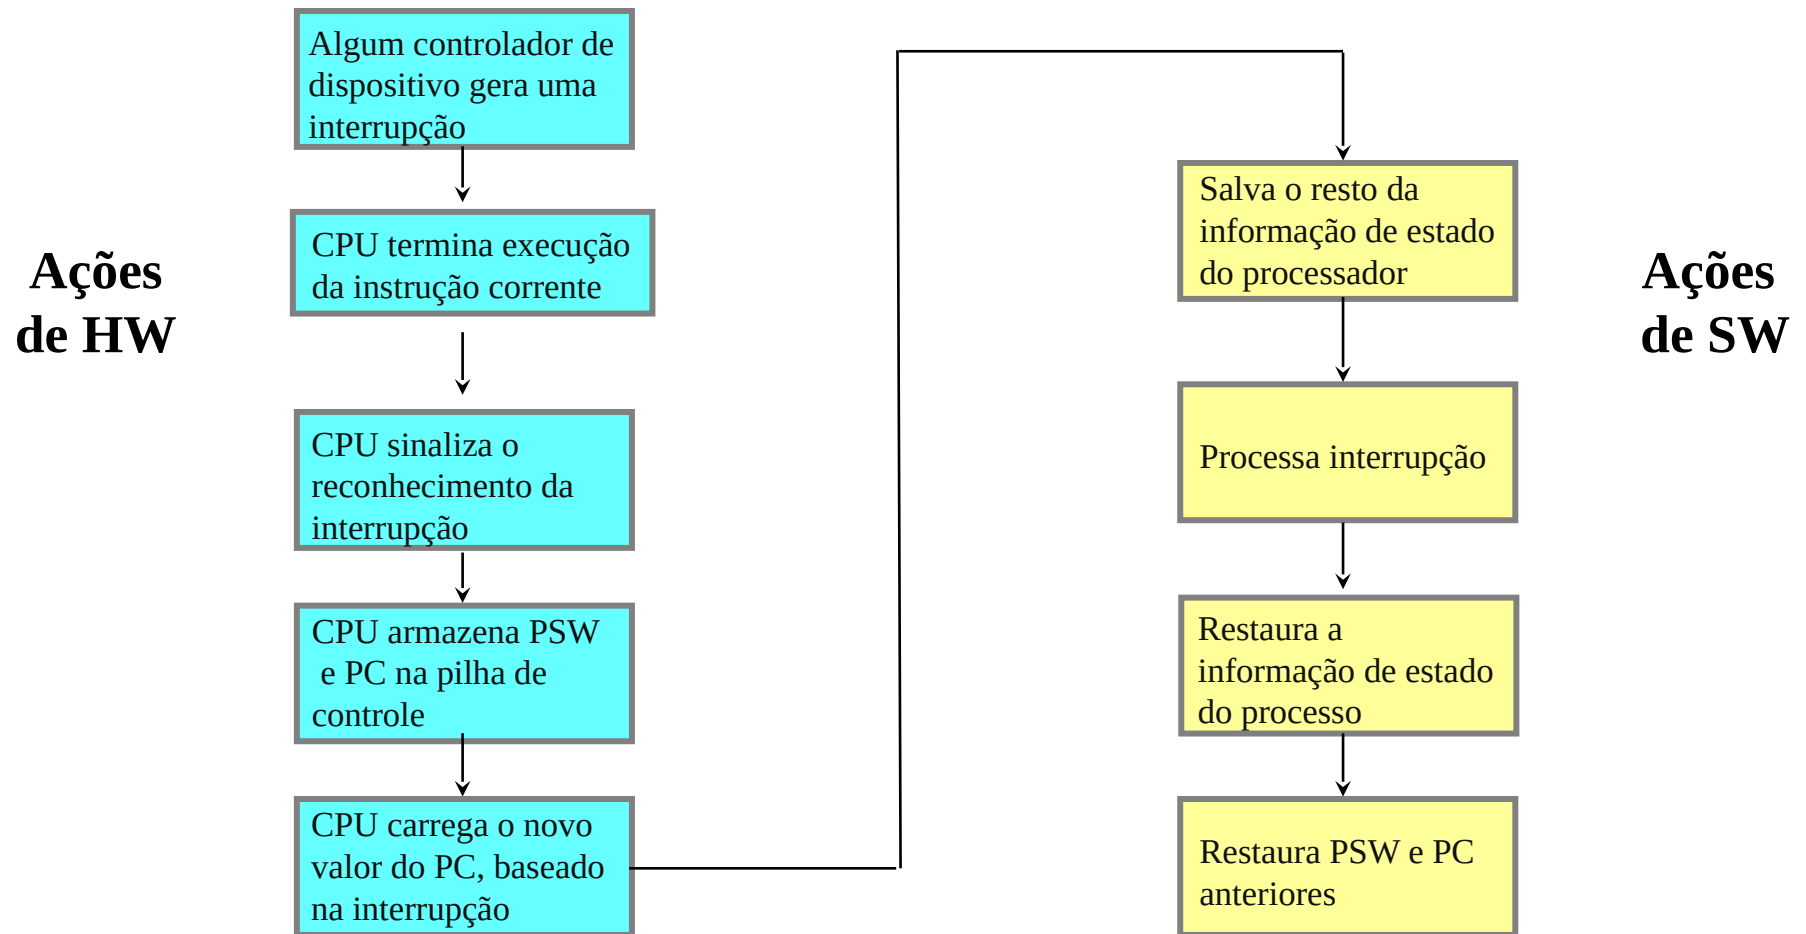 Ações
de HW
Algum controlador de
dispositivo gera uma
interrupção
CPU termina execução
da instrução corrente
CPU sinaliza o
reconhecimento da
interrupção
CPU armazena PSW
e PC na pilha de
controle
CPU carrega o novo
valor do PC, baseado
na interrupção
Salva o resto da
informação de estado
do processador
Processa interrupção
Restaura a
informação de estado
do processo
Restaura PSW e PC
anteriores
Ações
de SW